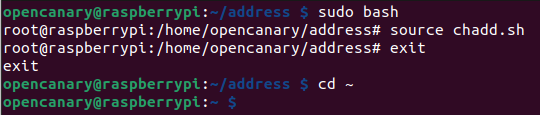 opencanary@raspberrypi:~/address $ sudo bash
root@raspberrypi:/home/opencanary/address# source chadd.sh
root@raspberrypi:/home/opencanary/address# exit
exit
opencanary@raspberrypi:~/address $ cd ~
opencanary@raspberrypi:~ $